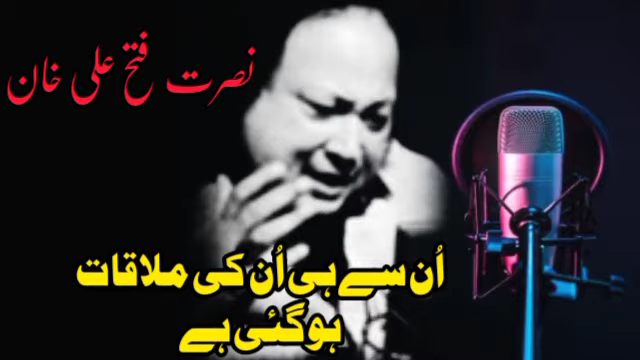 نصرت فتح علی خان
اُن سے ہی اُن کی ملاقات
ہوگئی ہے